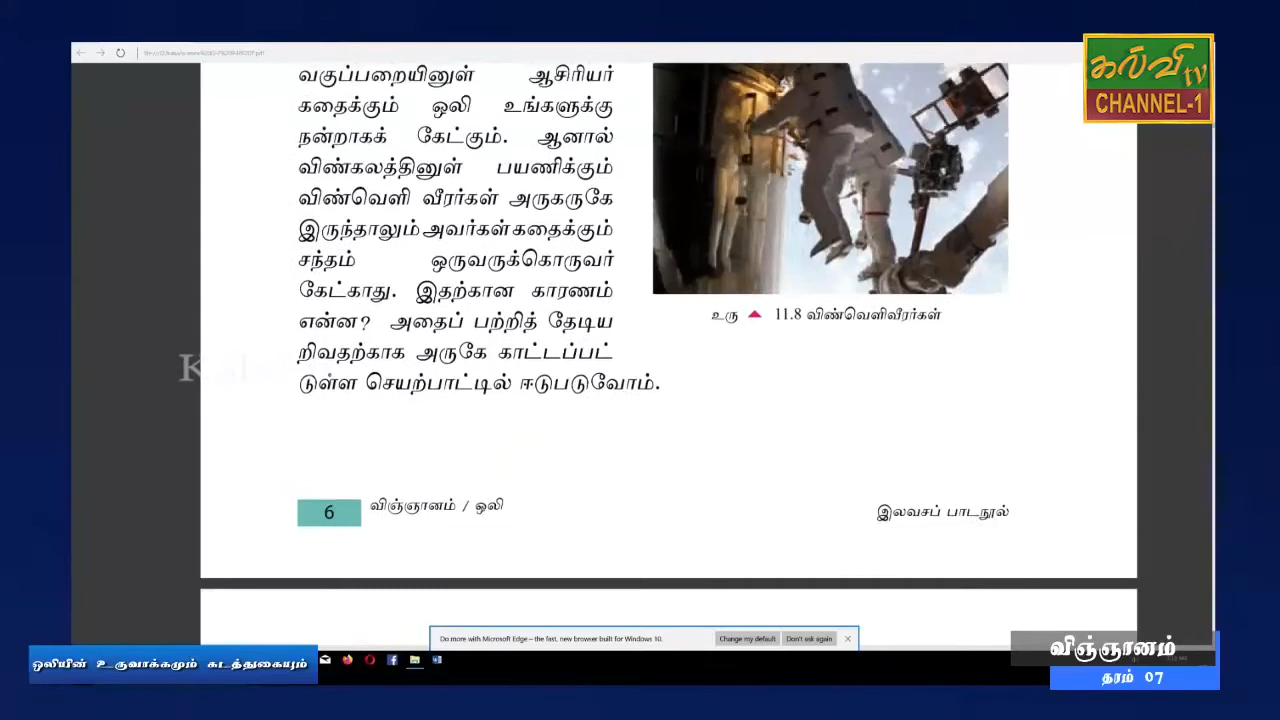 கல்வி tv
CHANNEL-1
வகுப்பறையினுள் ஆசிரியர்
கதைக்கும் ஒலி உங்களுக்கு
நன்றாகக் கேட்கும். ஆனால்
விண்கலத்தினுள் பயணிக்கும்
விண்வெளி வீரர்கள் அருகருகே
இருந்தாலும் அவர்கள் கதைக்கும்
சந்தம் ஒருவருக்கொருவர்
கேட்காது. இதற்கான காரணம்
என்ன? அதைப் பற்றித் தேடிய
றிவதற்காக அருகே காட்டப்பட்
டுள்ள செயற்பாட்டில் ஈடுபடுவோம்.
உரு ▲ 11.8 விண்வெளிவீரர்கள்
6 விஞ்ஞானம் / ஒலி
இலவசப் பாடநூல்
Do more with Microsoft Edge – the fast, new browser built for Windows 10.
Change my default
Don't ask again
ஒலியின் உருவாக்கமும் கடத்துகையும்
விஞ்ஞானம்
தரம் 07